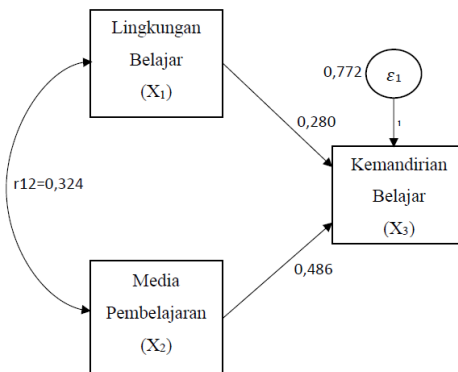 Lingkungan
Belajar
(X₁)
0,772
ε₁
0,280
1
r12=0,324
Kemandirian
Belajar
(X₃)
0,486
Media
Pembelajaran
(X₂)